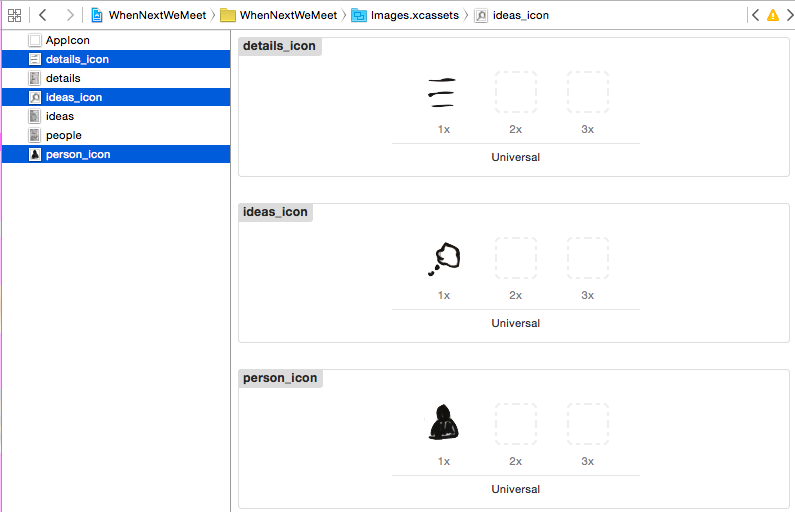 WhenNextWeMeet WhenNextWeMeet Images.xcassets ideas_icon
AppIcon
details_icon
details
ideas_icon
ideas
people
person_icon
details_icon
1x 2x 3x
Universal
ideas_icon
1x 2x 3x
Universal
person_icon
1x 2x 3x
Universal